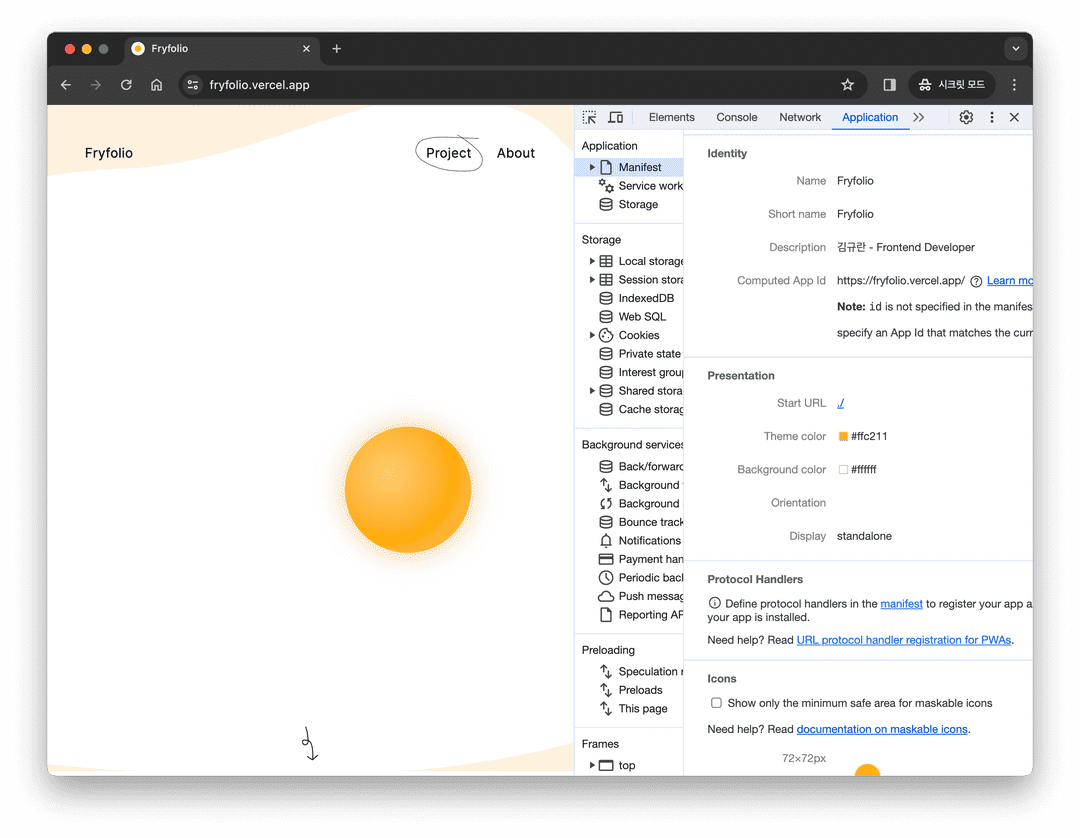 Fryfolio
fryfolio.vercel.app
시크릿 모드
Fryfolio
Project
About
Elements
Console
Network
Application
Application
Manifest
Service work
Storage
Storage
Local storage
Session stora
IndexedDB
Web SQL
Cookies
Private state
Interest group
Shared stora
Cache storag
Background services
Back/forward
Background
Background
Bounce track
Notifications
Payment han
Periodic back
Push messag
Reporting AP
Preloading
Speculation r
Preloads
This page
Frames
top
Identity
Name Fryfolio
Short name Fryfolio
Description 김규란 - Frontend Developer
Computed App Id https://fryfolio.vercel.app/ Learn mo
Note: id is not specified in the manifes
specify an App Id that matches the curr
Presentation
Start URL ./
Theme color #ffc211
Background color #ffffff
Orientation
Display standalone
Protocol Handlers
Define protocol handlers in the manifest to register your app a
your app is installed.
Need help? Read URL protocol handler registration for PWAs.
Icons
Show only the minimum safe area for maskable icons
Need help? Read documentation on maskable icons.
72×72px